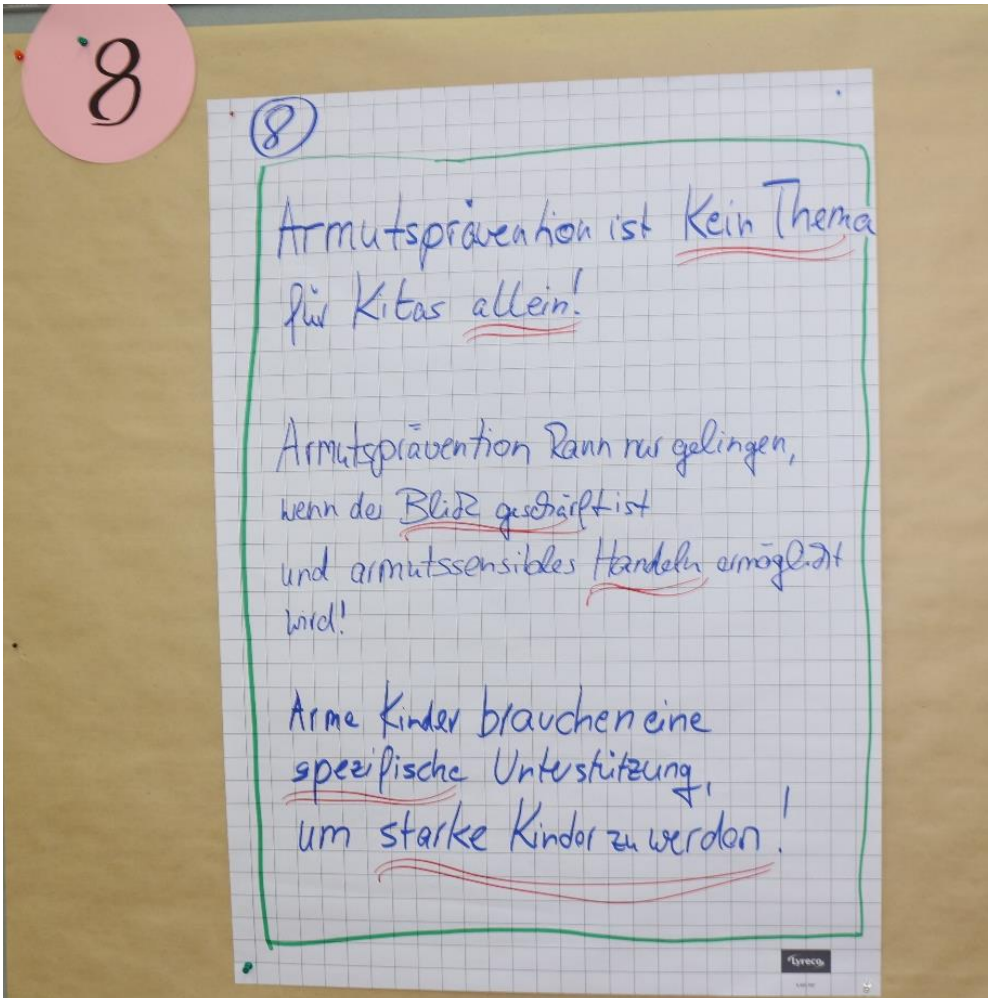 8
8
Armutsprävention ist Kein Thema
für Kitas allein!
Armutsprävention kann nur gelingen,
wenn der Blick geschärft ist
und armutssensibles Handeln ermöglicht
wird!
Arme Kinder brauchen eine
spezifische Unterstützung,
um starke Kinder zu werden!
Lyreco